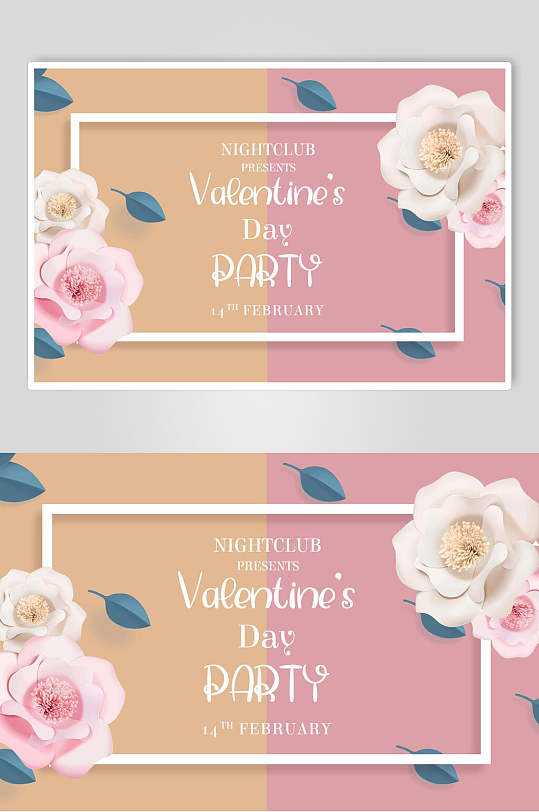 NIGHTCLUB
PRESENTS
Valentine's
Day
PARTY
14TH FEBRUARY
NIGHTCLUB
PRESENTS
Valentine's
Day
PARTY
14TH FEBRUARY